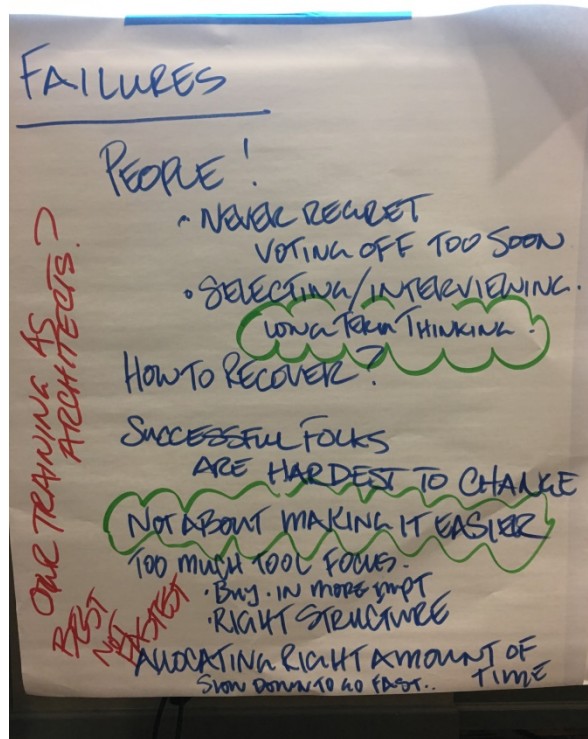 FAILURES
PEOPLE!
• NEVER REGRET
VOTING OFF TOO SOON
• SELECTING/INTERVIEWING.
LONG TERM THINKING.
HOW TO RECOVER?
SUCCESSFUL FOLKS
ARE HARDEST TO CHANGE
NOT ABOUT MAKING IT EASIER
TOO MUCH TOOL FOCUS.
• BUY-IN MORE IMPT
• RIGHT STRUCTURE
ALLOCATING RIGHT AMOUNT OF
TIME
SLOW DOWN TO GO FAST..
OUR TRAINING AS
ARCHITECTS?
BEST
NOT
FASTEST